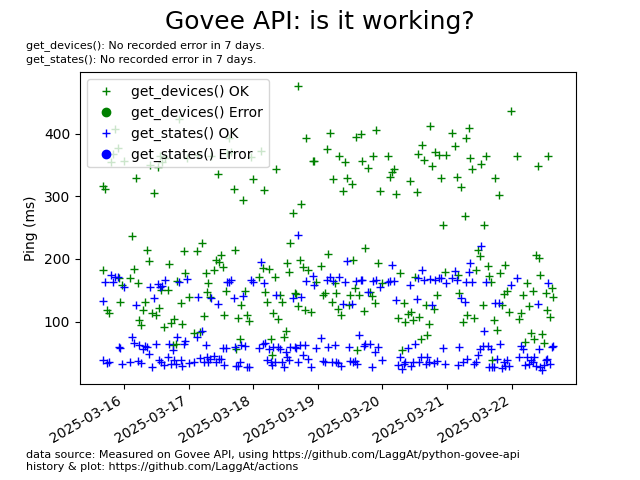 Govee API: is it working?
get_devices(): No recorded error in 7 days.
get_states(): No recorded error in 7 days.
get_devices() OK
get_devices() Error
get_states() OK
get_states() Error
Ping (ms)
400
300
200
100
2025-03-16
2025-03-17
2025-03-18
2025-03-19
2025-03-20
2025-03-21
2025-03-22
data source: Measured on Govee API, using https://github.com/LaggAt/python-govee-api
history & plot: https://github.com/LaggAt/actions